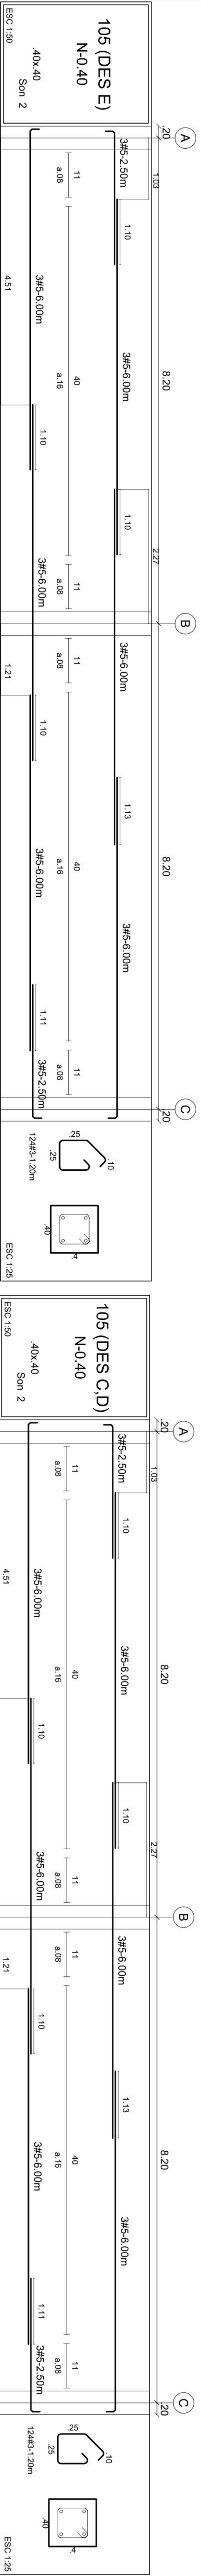 105 (DES E)
N-0.40
.40x.40
Son 2
ESC 1:50
A
B
C
.20
8.20
8.20
.20
1.03
2.27
3#5-2.50m
3#5-6.00m
3#5-6.00m
3#5-6.00m
1.10
1.10
1.13
11
40
11
11
40
11
a.08
a.16
a.08
a.08
a.16
a.08
3#5-6.00m
3#5-6.00m
3#5-6.00m
3#5-2.50m
1.10
1.10
1.11
4.51
1.21
.25
.10
.25
124#3-1.20m
.40
.4
ESC 1:25
105 (DES C,D)
N-0.40
.40x.40
Son 2
ESC 1:50
A
B
C
.20
8.20
8.20
.20
1.03
2.27
3#5-2.50m
3#5-6.00m
3#5-6.00m
3#5-6.00m
1.10
1.10
1.13
11
40
11
11
40
11
a.08
a.16
a.08
a.08
a.16
a.08
3#5-6.00m
3#5-6.00m
3#5-6.00m
3#5-2.50m
1.10
1.10
1.11
4.51
1.21
.25
.10
.25
124#3-1.20m
.40
.4
ESC 1:25